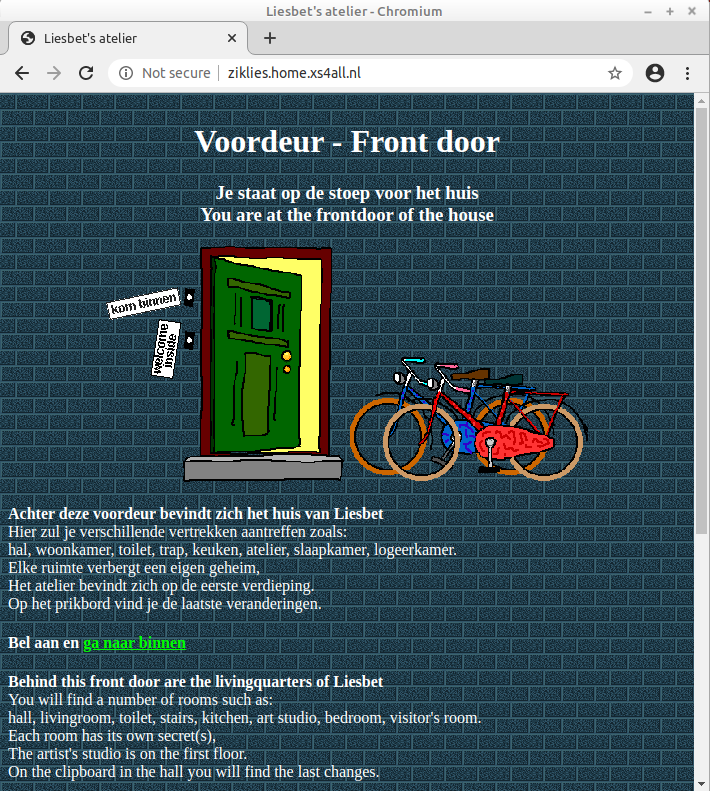 Liesbet's atelier - Chromium
Liesbet's atelier
Not secure | ziklies.home.xs4all.nl
Voordeur - Front door
Je staat op de stoep voor het huis
You are at the frontdoor of the house
kom binnen
welcome
inside
Achter deze voordeur bevindt zich het huis van Liesbet
Hier zul je verschillende vertrekken aantreffen zoals:
hal, woonkamer, toilet, trap, keuken, atelier, slaapkamer, logeerkamer.
Elke ruimte verbergt een eigen geheim,
Het atelier bevindt zich op de eerste verdieping.
Op het prikbord vind je de laatste veranderingen.
Bel aan en ga naar binnen
Behind this front door are the livingquarters of Liesbet
You will find a number of rooms such as:
hall, livingroom, toilet, stairs, kitchen, art studio, bedroom, visitor's room.
Each room has its own secret(s),
The artist's studio is on the first floor.
On the clipboard in the hall you will find the last changes.